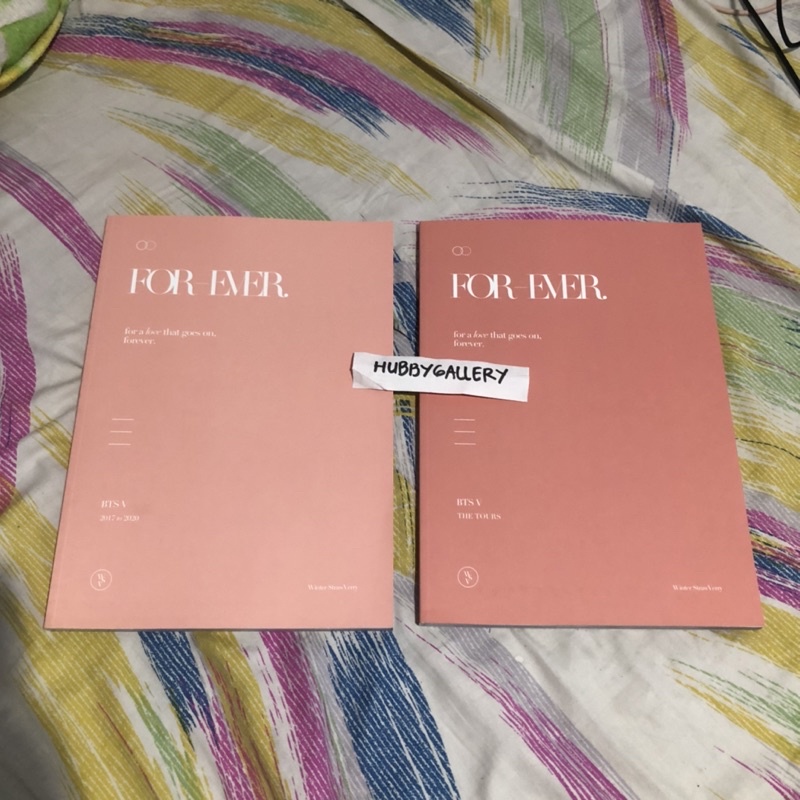 FOR-EVER.
for a love that goes on,
forever.
BTS V
2017 to 2020
FOR-EVER.
for a love that goes on,
forever.
BTS V
THE TOURS
HUBBYGALLERY